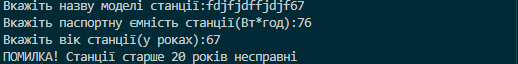 Вкажіть назву моделі станції:fdjfjdffjdjf67
Вкажіть паспортну ємність станції(Вт*год):76
Вкажіть вік станції(у роках):67
ПОМИЛКА! Станції старше 20 років несправні